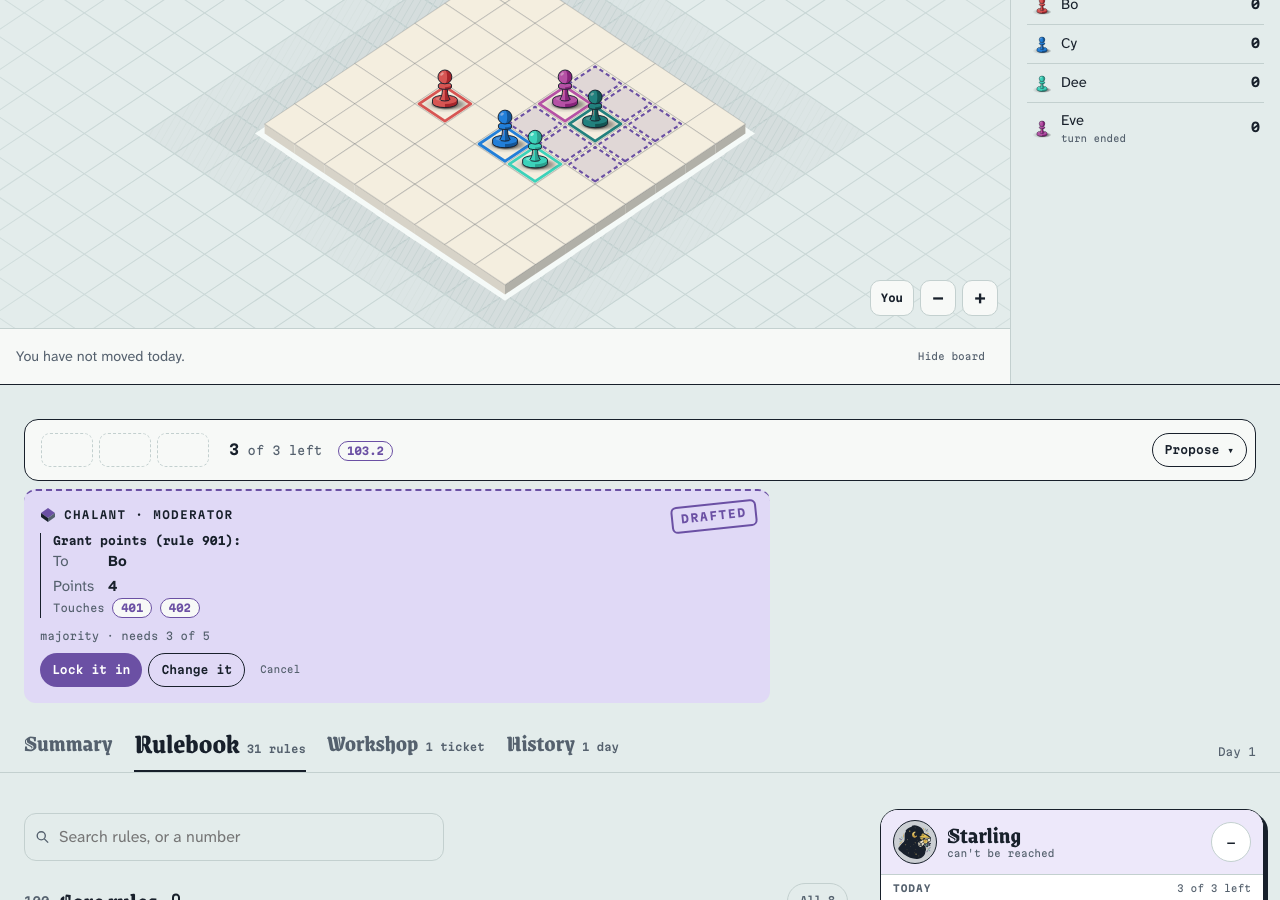 Bo 0
Cy 0
Dee 0
Eve 0
turn ended
You − +
You have not moved today.
Hide board
3 of 3 left 103.2
Propose ▾
CHALANT · MODERATOR
DRAFTED
Grant points (rule 901):
To Bo
Points 4
Touches 401 402
majority · needs 3 of 5
Lock it in Change it Cancel
Summary Rulebook 31 rules Workshop 1 ticket History 1 day
Day 1
Search rules, or a number
Starling
can't be reached
−
TODAY 3 of 3 left